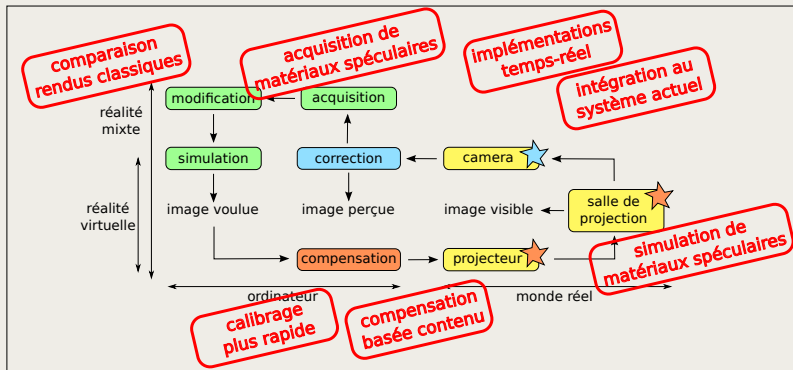 comparaison
rendus classiques
acquisition de
matériaux spéculaires
implémentations
temps-réel
intégration au
système actuel
réalité
mixte
modification
acquisition
simulation
correction
camera
réalité
virtuelle
image voulue
image perçue
image visible
salle de
projection
compensation
projecteur
simulation de
matériaux spéculaires
ordinateur
monde réel
calibrage
plus rapide
compensation
basée contenu